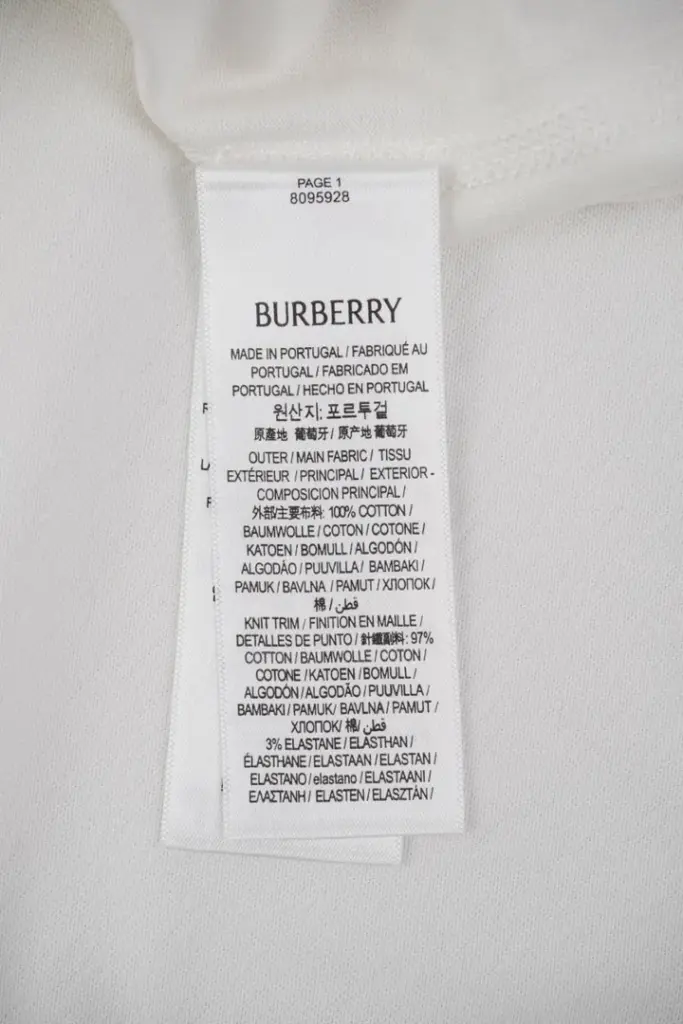 PAGE 1
8095928
BURBERRY
MADE IN PORTUGAL / FABRIQUÉ AU
PORTUGAL / FABRICADO EM
PORTUGAL / HECHO EN PORTUGAL
원산지: 포르투갈
原產地 葡萄牙 / 原产地 葡萄牙
OUTER / MAIN FABRIC / TISSU
EXTÉRIEUR / PRINCIPAL / EXTERIOR -
COMPOSICION PRINCIPAL /
外部/主要布料: 100% COTTON /
BAUMWOLLE / COTON / COTONE /
KATOEN / BOMULL / ALGODÓN /
ALGODÃO / PUUVILLA / BAMBAKI /
PAMUK / BAVLNA / PAMUT / ХЛОПОК /
棉 / قطن
KNIT TRIM / FINITION EN MAILLE /
DETALLES DE PUNTO / 針織副料: 97%
COTTON / BAUMWOLLE / COTON /
COTONE / KATOEN / BOMULL /
ALGODÓN / ALGODÃO / PUUVILLA /
BAMBAKI / PAMUK / BAVLNA / PAMUT /
ХЛОПОК / 棉 / قطن
3% ELASTANE / ELASTHAN /
ÉLASTHANE / ELASTAAN / ELASTAN /
ELASTANO / elastano / ELASTAANI /
ΕΛΑΣΤΑΝΗ / ELASTEN / ELASZTÁN /